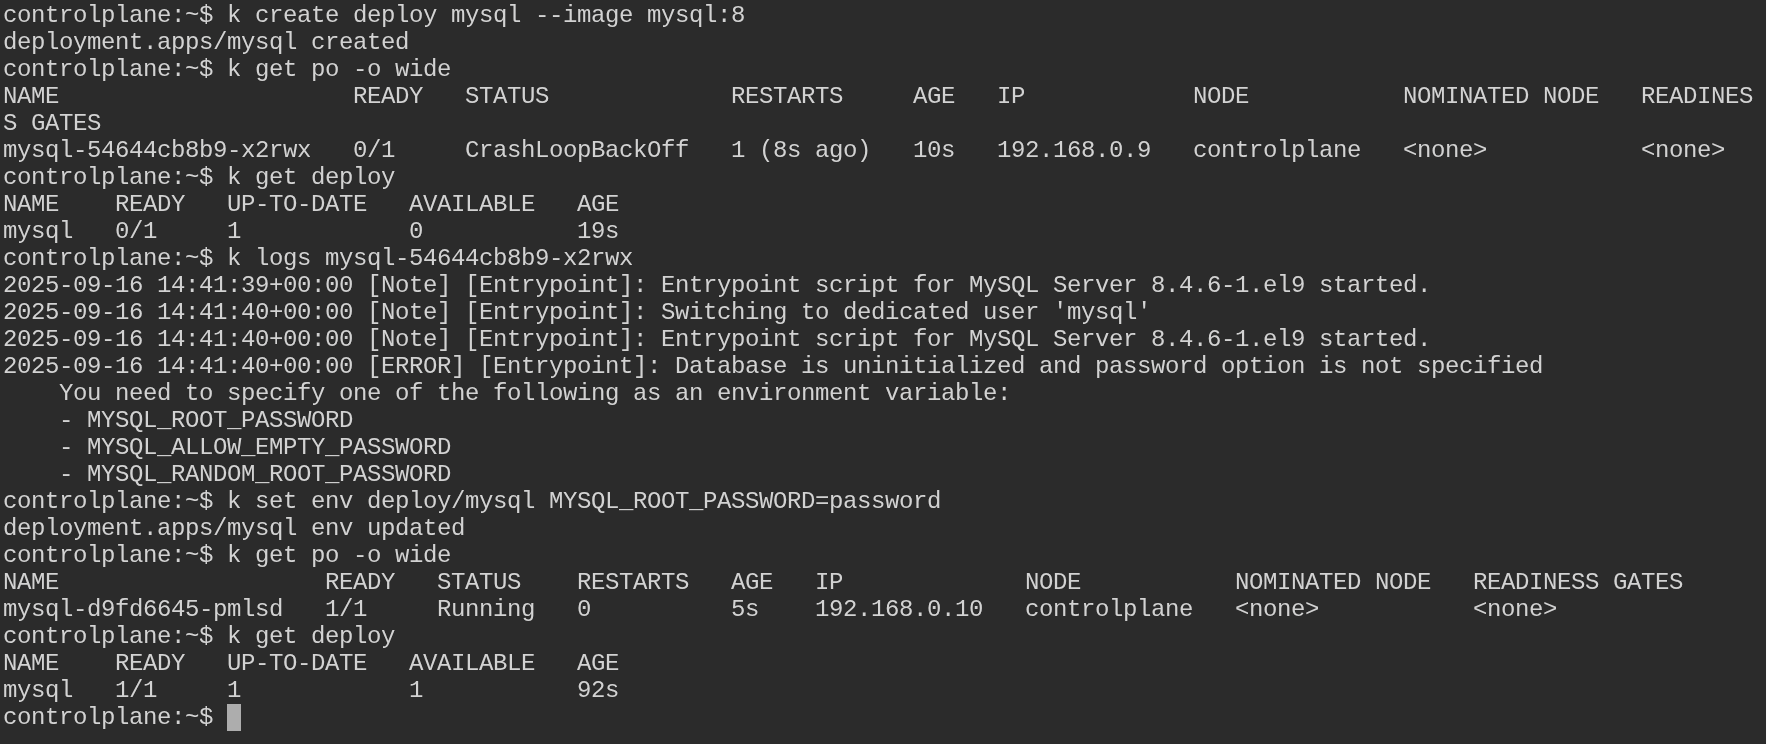 controlplane:~$ k create deploy mysql --image mysql:8
deployment.apps/mysql created
controlplane:~$ k get po -o wide
NAME                     READY   STATUS             RESTARTS     AGE   IP             NODE           NOMINATED NODE   READINES
S GATES
mysql-54644cb8b9-x2rwx   0/1     CrashLoopBackOff   1 (8s ago)   10s   192.168.0.9   controlplane   <none>           <none>
controlplane:~$ k get deploy
NAME    READY   UP-TO-DATE   AVAILABLE   AGE
mysql   0/1     1            0           19s
controlplane:~$ k logs mysql-54644cb8b9-x2rwx
2025-09-16 14:41:39+00:00 [Note] [Entrypoint]: Entrypoint script for MySQL Server 8.4.6-1.el9 started.
2025-09-16 14:41:40+00:00 [Note] [Entrypoint]: Switching to dedicated user 'mysql'
2025-09-16 14:41:40+00:00 [Note] [Entrypoint]: Entrypoint script for MySQL Server 8.4.6-1.el9 started.
2025-09-16 14:41:40+00:00 [ERROR] [Entrypoint]: Database is uninitialized and password option is not specified
    You need to specify one of the following as an environment variable:
    - MYSQL_ROOT_PASSWORD
    - MYSQL_ALLOW_EMPTY_PASSWORD
    - MYSQL_RANDOM_ROOT_PASSWORD
controlplane:~$ k set env deploy/mysql MYSQL_ROOT_PASSWORD=password
deployment.apps/mysql env updated
controlplane:~$ k get po -o wide
NAME                   READY   STATUS    RESTARTS   AGE   IP             NODE           NOMINATED NODE   READINESS GATES
mysql-d9fd6645-pmlsd   1/1     Running   0          5s    192.168.0.10   controlplane   <none>           <none>
controlplane:~$ k get deploy
NAME    READY   UP-TO-DATE   AVAILABLE   AGE
mysql   1/1     1            1           92s
controlplane:~$